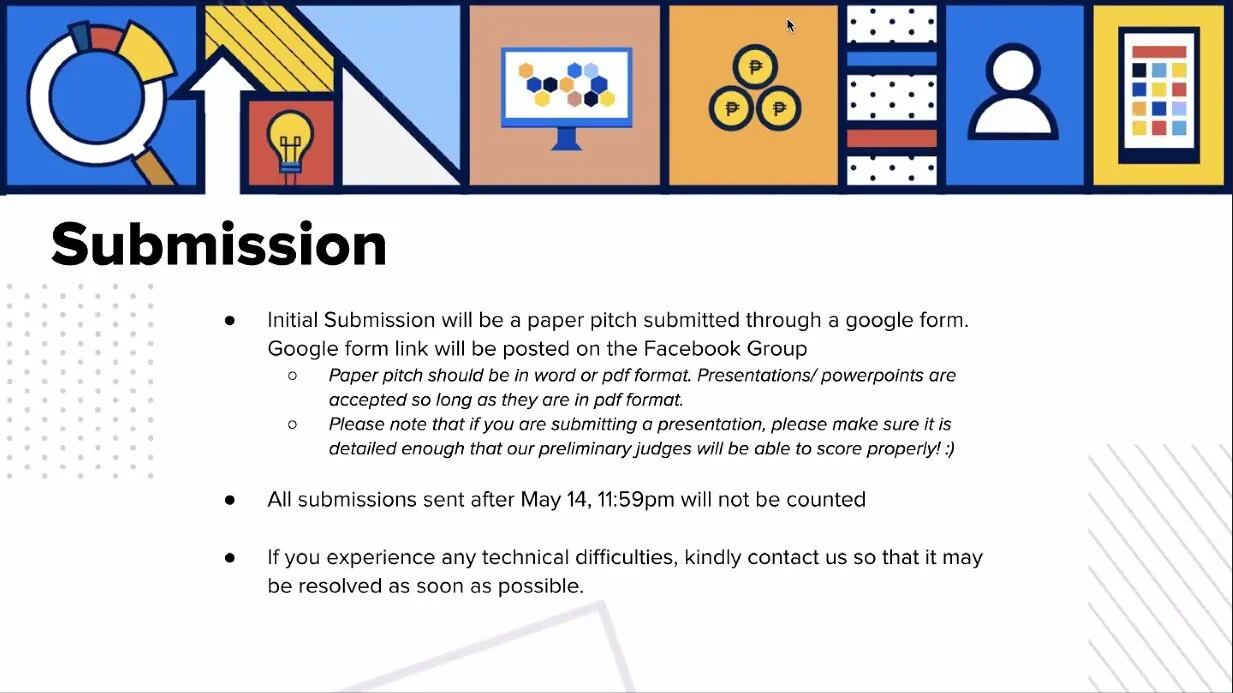 ₱
₱ ₱
Submission
● Initial Submission will be a paper pitch submitted through a google form.
Google form link will be posted on the Facebook Group
○ Paper pitch should be in word or pdf format. Presentations/ powerpoints are
accepted so long as they are in pdf format.
○ Please note that if you are submitting a presentation, please make sure it is
detailed enough that our preliminary judges will be able to score properly! :)
● All submissions sent after May 14, 11:59pm will not be counted
● If you experience any technical difficulties, kindly contact us so that it may
be resolved as soon as possible.